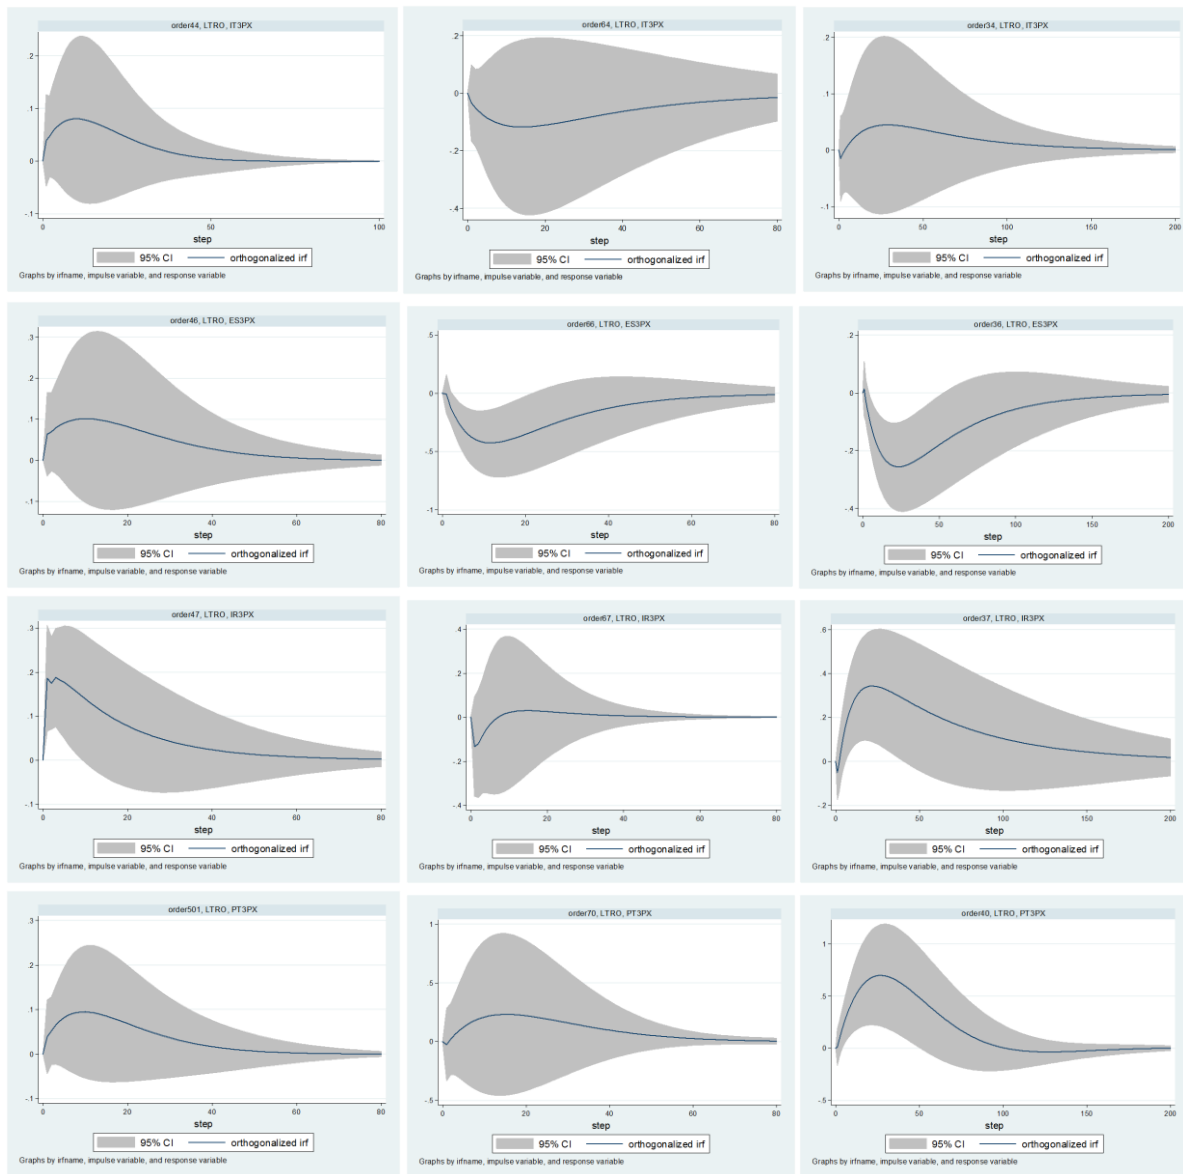 order44, LTRO, IT3PX
.2
.1
0
-.1
0
50
100
step
95% CI
orthogonalized irf
Graphs by irfname, impulse variable, and response variable
order64, LTRO, IT3PX
.2
0
-.2
-.4
0
20
40
60
80
step
95% CI
orthogonalized irf
Graphs by irfname, impulse variable, and response variable
order34, LTRO, IT3PX
.2
.1
0
-.1
0
50
100
150
200
step
95% CI
orthogonalized irf
Graphs by irfname, impulse variable, and response variable
order46, LTRO, ES3PX
.3
.2
.1
0
-.1
0
20
40
60
80
step
95% CI
orthogonalized irf
Graphs by irfname, impulse variable, and response variable
order66, LTRO, ES3PX
.5
0
-.5
-1
0
20
40
60
80
step
95% CI
orthogonalized irf
Graphs by irfname, impulse variable, and response variable
order36, LTRO, ES3PX
.2
0
-.2
-.4
0
50
100
150
200
step
95% CI
orthogonalized irf
Graphs by irfname, impulse variable, and response variable
order47, LTRO, IR3PX
.3
.2
.1
0
-.1
0
20
40
60
80
step
95% CI
orthogonalized irf
Graphs by irfname, impulse variable, and response variable
order67, LTRO, IR3PX
.4
.2
0
-.2
-.4
0
20
40
60
80
step
95% CI
orthogonalized irf
Graphs by irfname, impulse variable, and response variable
order37, LTRO, IR3PX
.6
.4
.2
0
-.2
0
50
100
150
200
step
95% CI
orthogonalized irf
Graphs by irfname, impulse variable, and response variable
order501, LTRO, PT3PX
.3
.2
.1
0
-.1
0
20
40
60
80
step
95% CI
orthogonalized irf
Graphs by irfname, impulse variable, and response variable
order70, LTRO, PT3PX
1
.5
0
-.5
0
20
40
60
80
step
95% CI
orthogonalized irf
Graphs by irfname, impulse variable, and response variable
order40, LTRO, PT3PX
1
.5
0
-.5
0
50
100
150
200
step
95% CI
orthogonalized irf
Graphs by irfname, impulse variable, and response variable